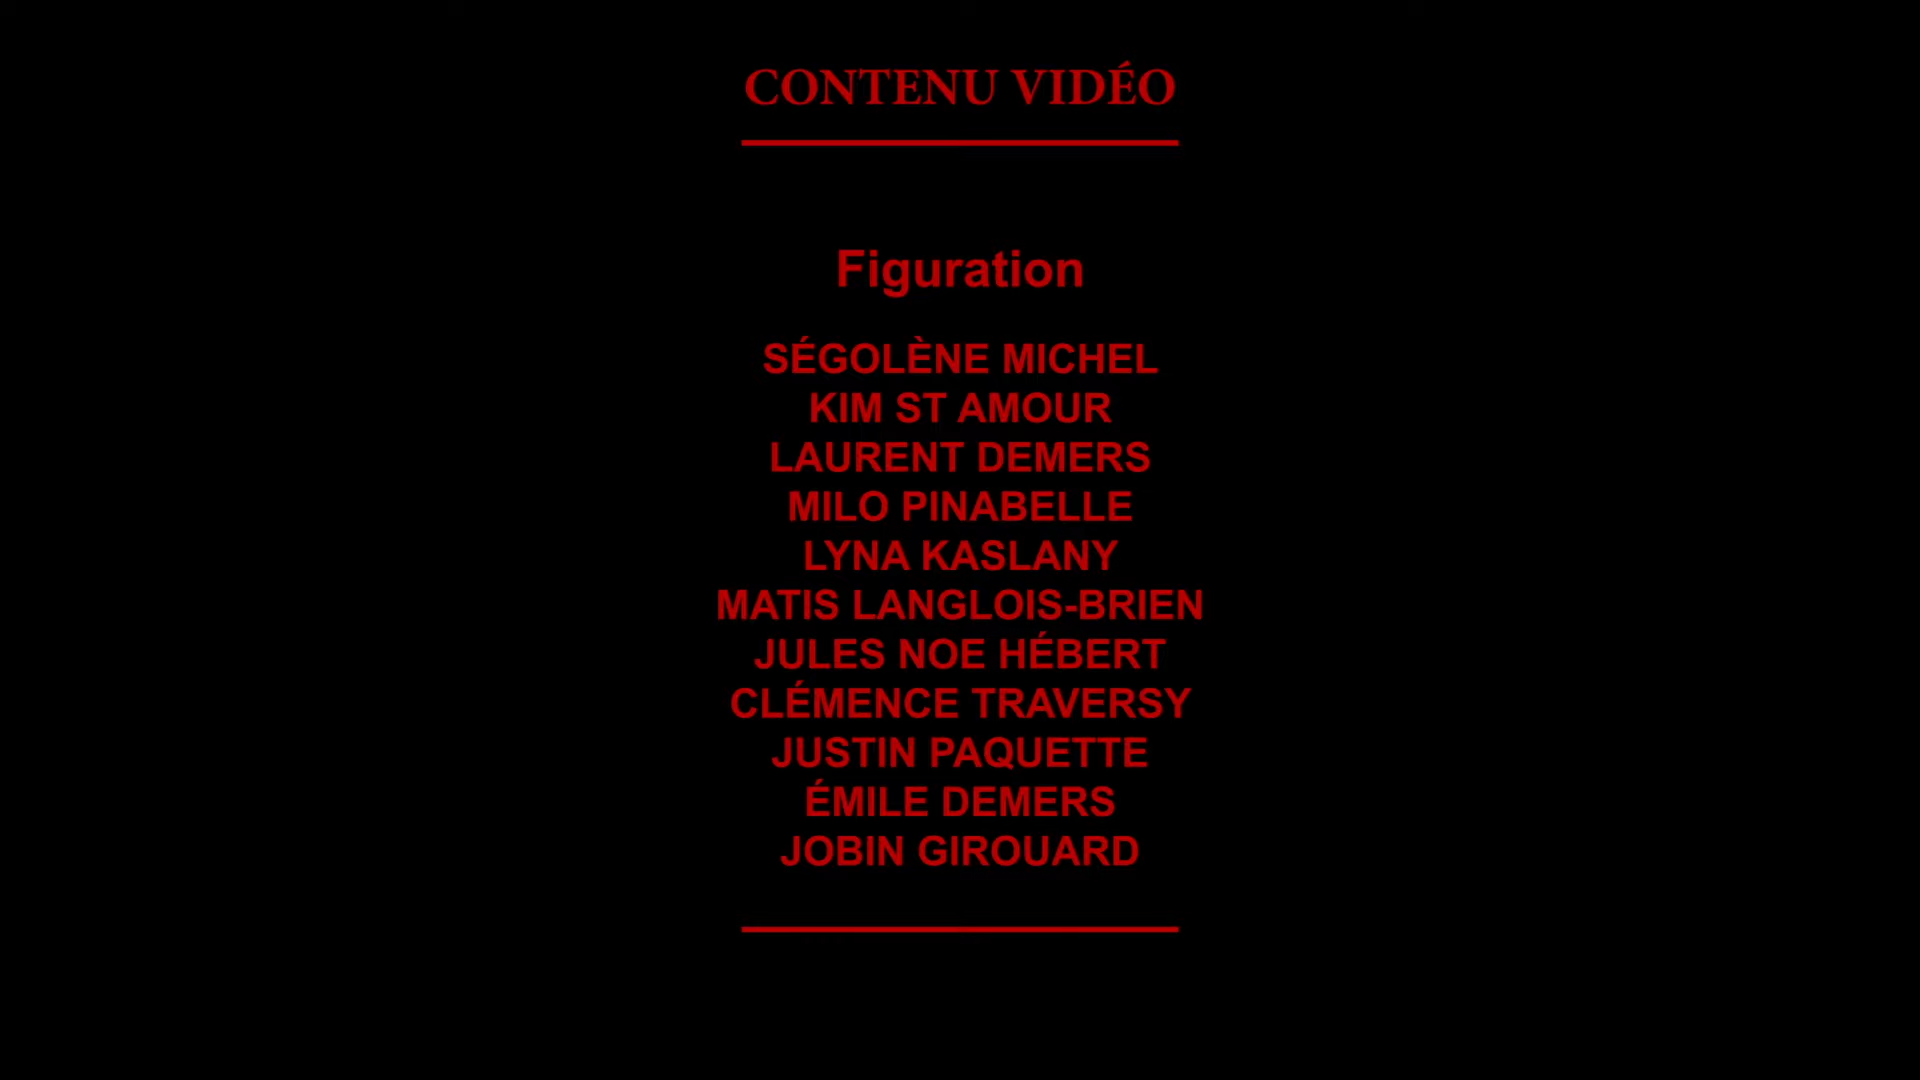 CONTENU VIDÉO
Figuration
SÉGOLÈNE MICHEL
KIM ST AMOUR
LAURENT DEMERS
MILO PINABELLE
LYNA KASLANY
MATIS LANGLOIS-BRIEN
JULES NOE HÉBERT
CLÉMENCE TRAVERSY
JUSTIN PAQUETTE
ÉMILE DEMERS
JOBIN GIROUARD